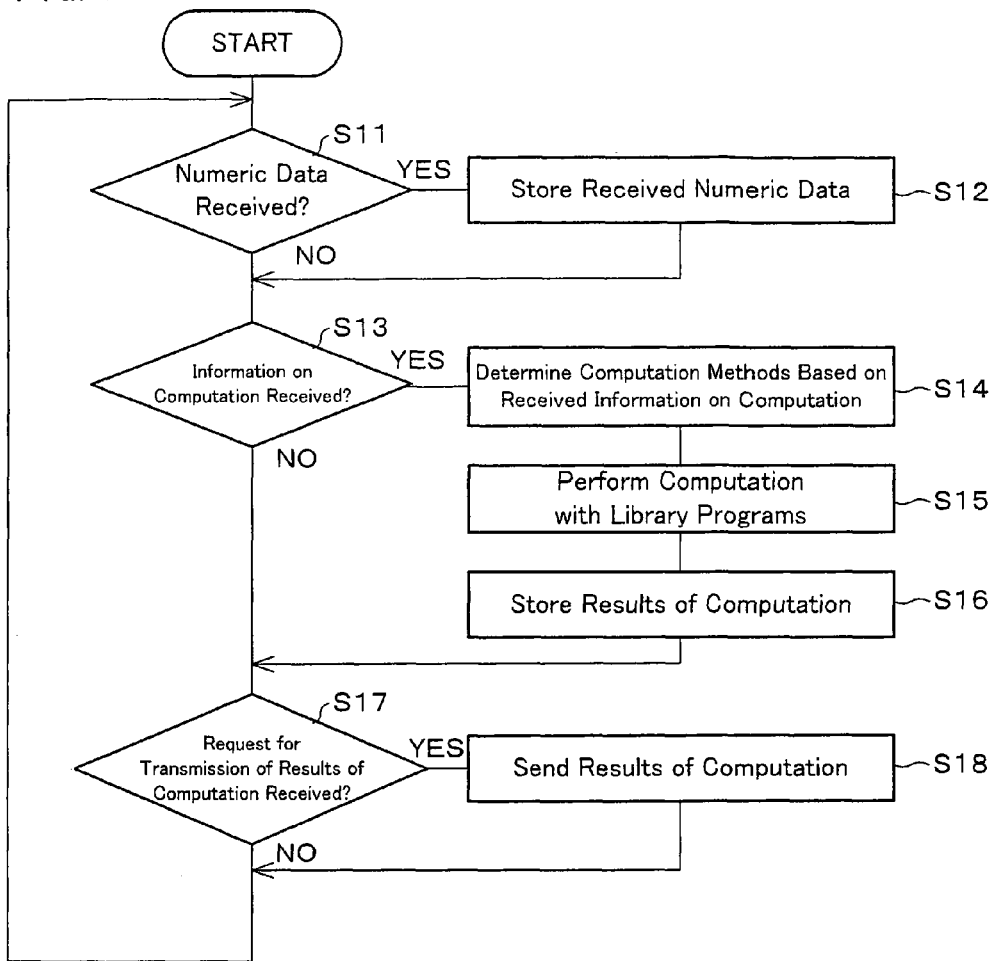 START
S11
Numeric Data
Received?
YES
Store Received Numeric Data
S12
NO
S13
Information on
Computation Received?
YES
Determine Computation Methods Based on
Received Information on Computation
S14
NO
Perform Computation
with Library Programs
S15
Store Results of Computation
S16
S17
Request for
Transmission of Results of
Computation Received?
YES
Send Results of Computation
S18
NO